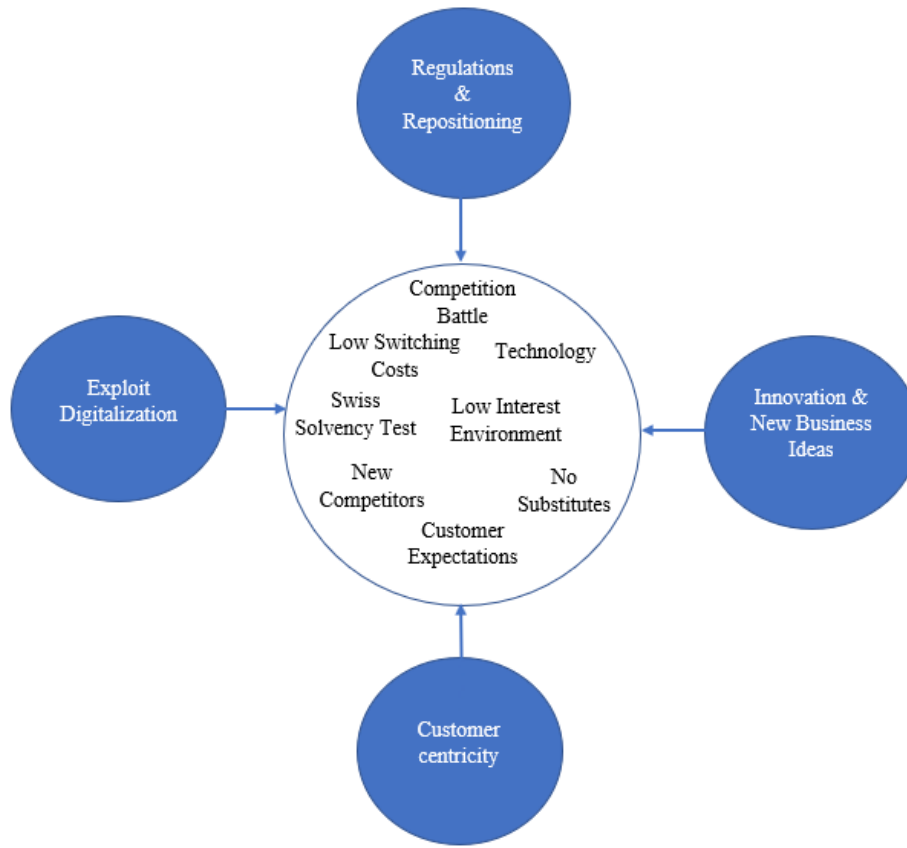 Regulations
&
Repositioning
Competition
Battle
Low Switching
Costs
Technology
Exploit
Digitalization
Swiss
Solvency Test
Low Interest
Environment
Innovation &
New Business
Ideas
New
Competitors
No
Substitutes
Customer
Expectations
Customer
centricity